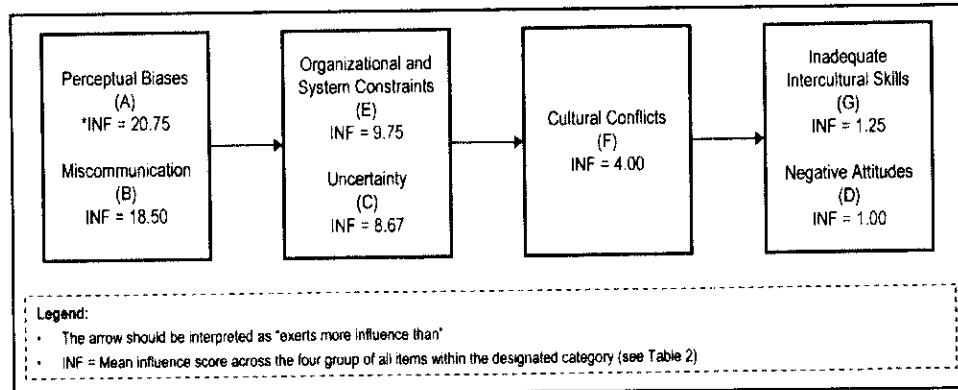 Perceptual Biases
(A)
*INF = 20.75
Miscommunication
(B)
INF = 18.50
Organizational and
System Constraints
(E)
INF = 9.75
Uncertainty
(C)
INF = 8.67
Cultural Conflicts
(F)
INF = 4.00
Inadequate
Intercultural Skills
(G)
INF = 1.25
Negative Attitudes
(D)
INF = 1.00
Legend:
· The arrow should be interpreted as "exerts more influence than"
· INF = Mean influence score across the four group of all items within the designated category (see Table 2)